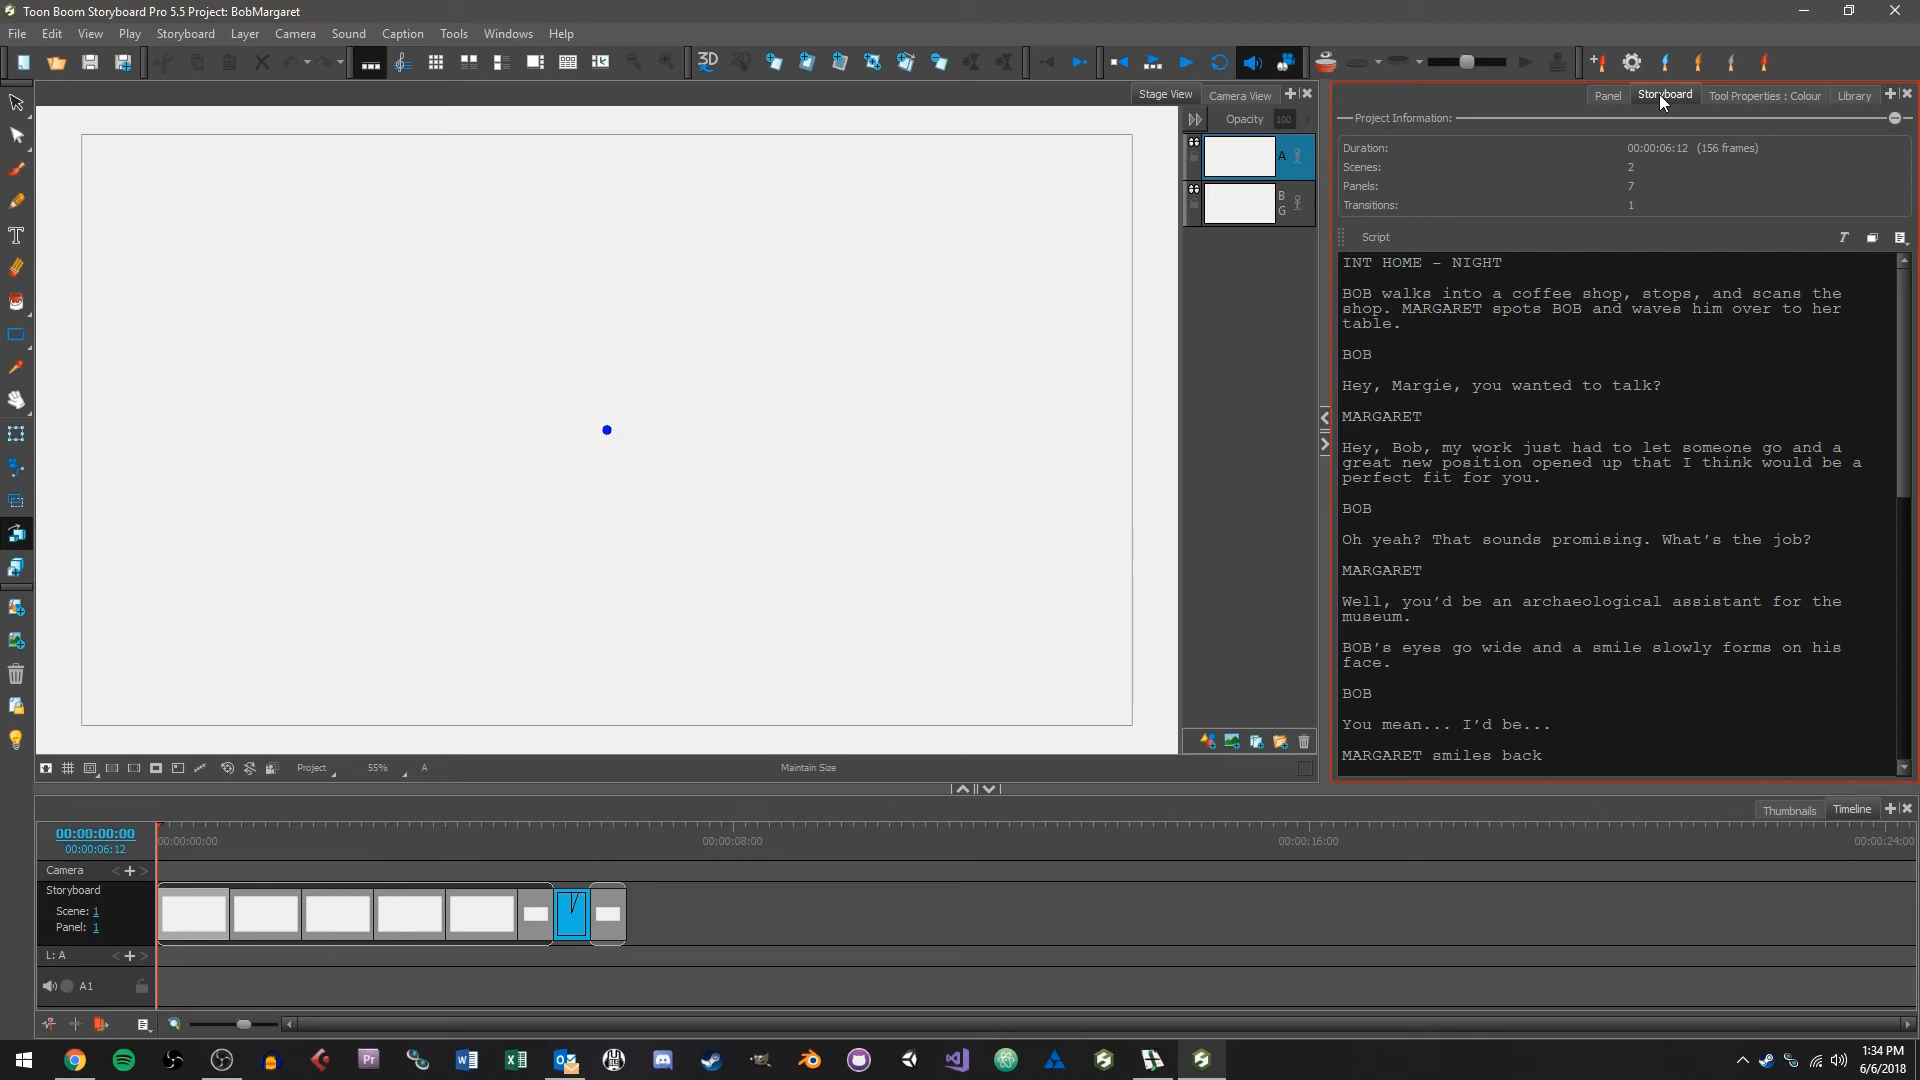 Toon Boom Storyboard Pro 5.5 Project: BobMargaret
File Edit View Play Storyboard Layer Camera Sound Caption Tools Windows Help
3D
Stage View Camera View
Panel Storyboard Tool Properties : Colour Library
Opacity 100
A
B
G
Project Information:
Duration: 00:00:06:12 (156 frames)
Scenes: 2
Panels: 7
Transitions: 1
Script
INT HOME - NIGHT
BOB walks into a coffee shop, stops, and scans the
shop. MARGARET spots BOB and waves him over to her
table.
BOB
Hey, Margie, you wanted to talk?
MARGARET
Hey, Bob, my work just had to let someone go and a
great new position opened up that I think would be a
perfect fit for you.
BOB
Oh yeah? That sounds promising. What's the job?
MARGARET
Well, you'd be an archaeological assistant for the
museum.
BOB's eyes go wide and a smile slowly forms on his
face.
BOB
You mean... I'd be...
MARGARET smiles back
Project 55% A Maintain Size
Thumbnails Timeline
00:00:00:00
00:00:06:12
00:00:00:00 00:00:08:00 00:00:16:00 00:00:24:00
Camera
Storyboard
Scene: 1
Panel: 1
L: A
A1
Pr
1:34 PM
6/6/2018